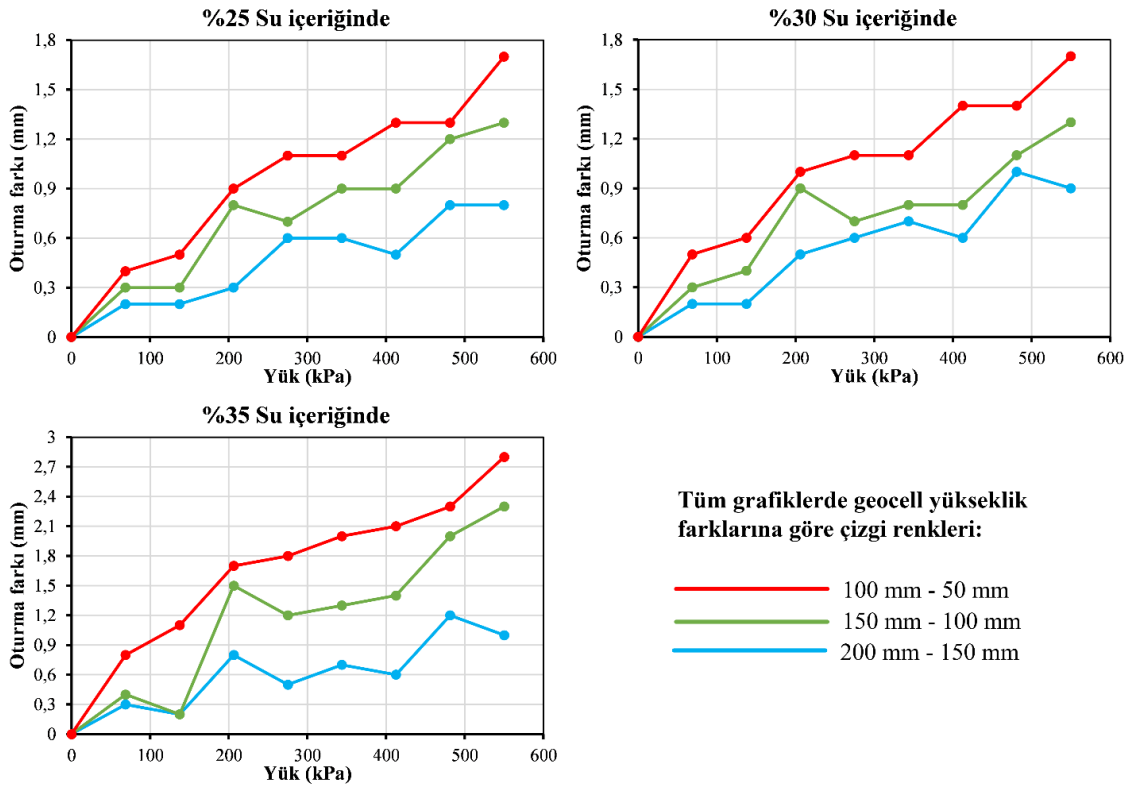 %25 Su içeriğinde
1,8
1,5
1,2
0,9
0,6
0,3
0
Oturma farkı (mm)
0 100 200 300 400 500 600
Yük (kPa)
%30 Su içeriğinde
1,8
1,5
1,2
0,9
0,6
0,3
0
Oturma farkı (mm)
0 100 200 300 400 500 600
Yük (kPa)
%35 Su içeriğinde
3
2,7
2,4
2,1
1,8
1,5
1,2
0,9
0,6
0,3
0
Oturma farkı (mm)
0 100 200 300 400 500 600
Yük (kPa)
Tüm grafiklerde geocell yükseklik
farklarına göre çizgi renkleri:
100 mm - 50 mm
150 mm - 100 mm
200 mm - 150 mm